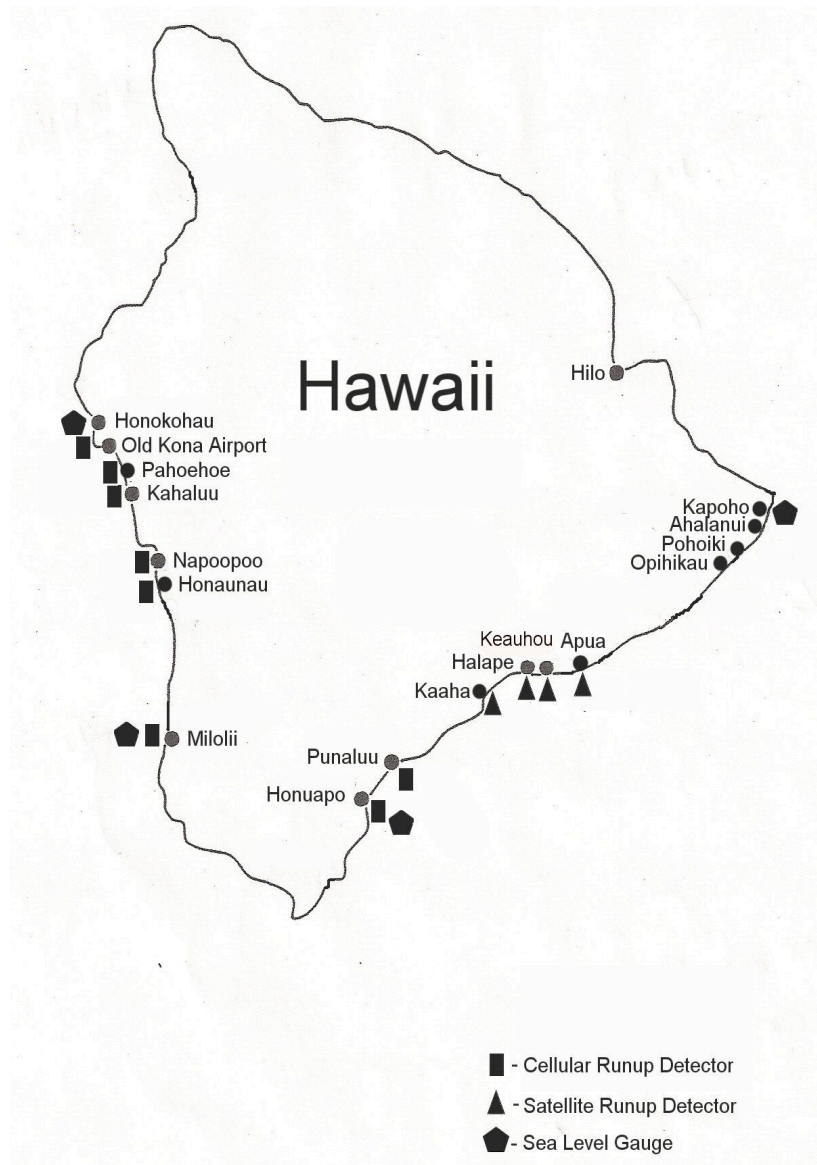 Hawaii
Hilo
Honokohau
Old Kona Airport
Pahoehoe
Kahaluu
Napoopoo
Honaunau
Milolii
Kapoho
Ahalanui
Pohoiki
Opihikau
Keauhou Apua
Halape
Kaaha
Punaluu
Honuapo
- Cellular Runup Detector
- Satellite Runup Detector
- Sea Level Gauge